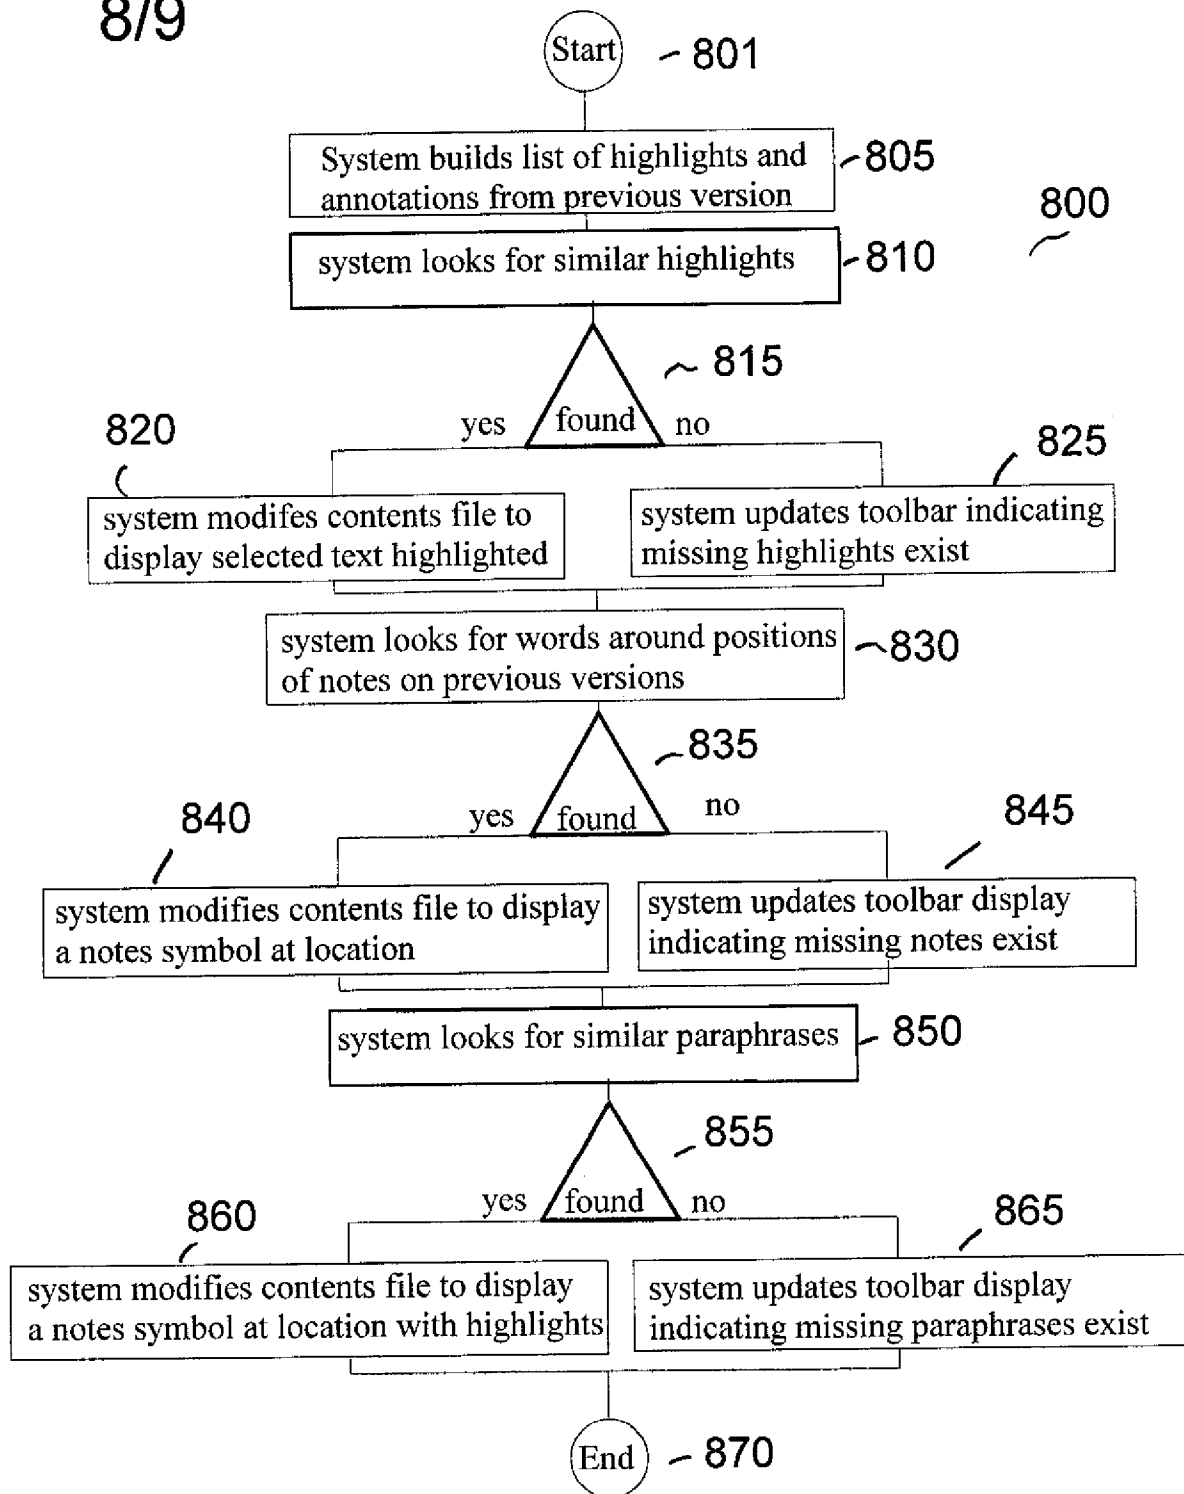 8/9
Start
801
System builds list of highlights and
annotations from previous version
805
800
system looks for similar highlights
810
815
yes
found
no
820
825
system modifes contents file to
display selected text highlighted
system updates toolbar indicating
missing highlights exist
system looks for words around positions
of notes on previous versions
830
835
yes
found
no
840
845
system modifies contents file to display
a notes symbol at location
system updates toolbar display
indicating missing notes exist
system looks for similar paraphrases
850
855
yes
found
no
860
865
system modifies contents file to display
a notes symbol at location with highlights
system updates toolbar display
indicating missing paraphrases exist
End
870